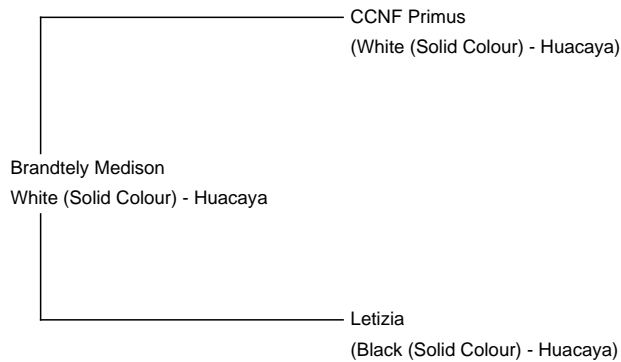 CCNF Primus
(White (Solid Colour) - Huacaya)
Brandtely Medison
White (Solid Colour) - Huacaya
Letizia
(Black (Solid Colour) - Huacaya)